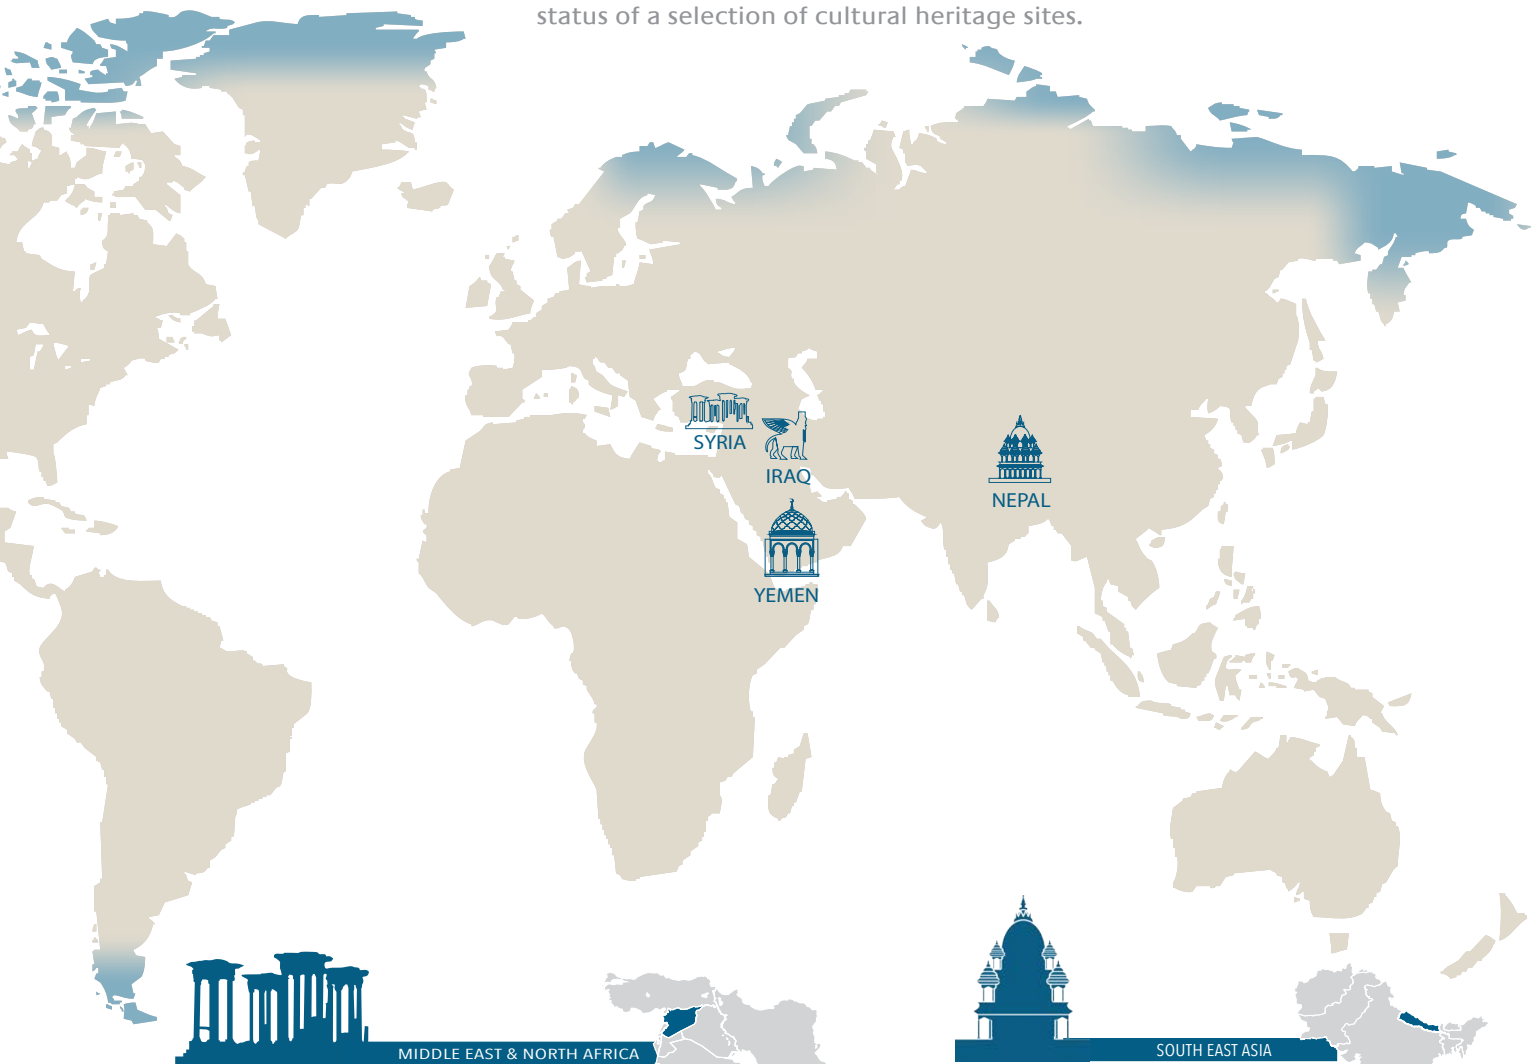 status of a selection of cultural heritage sites.
SYRIA
IRAQ
NEPAL
YEMEN
MIDDLE EAST & NORTH AFRICA
SOUTH EAST ASIA